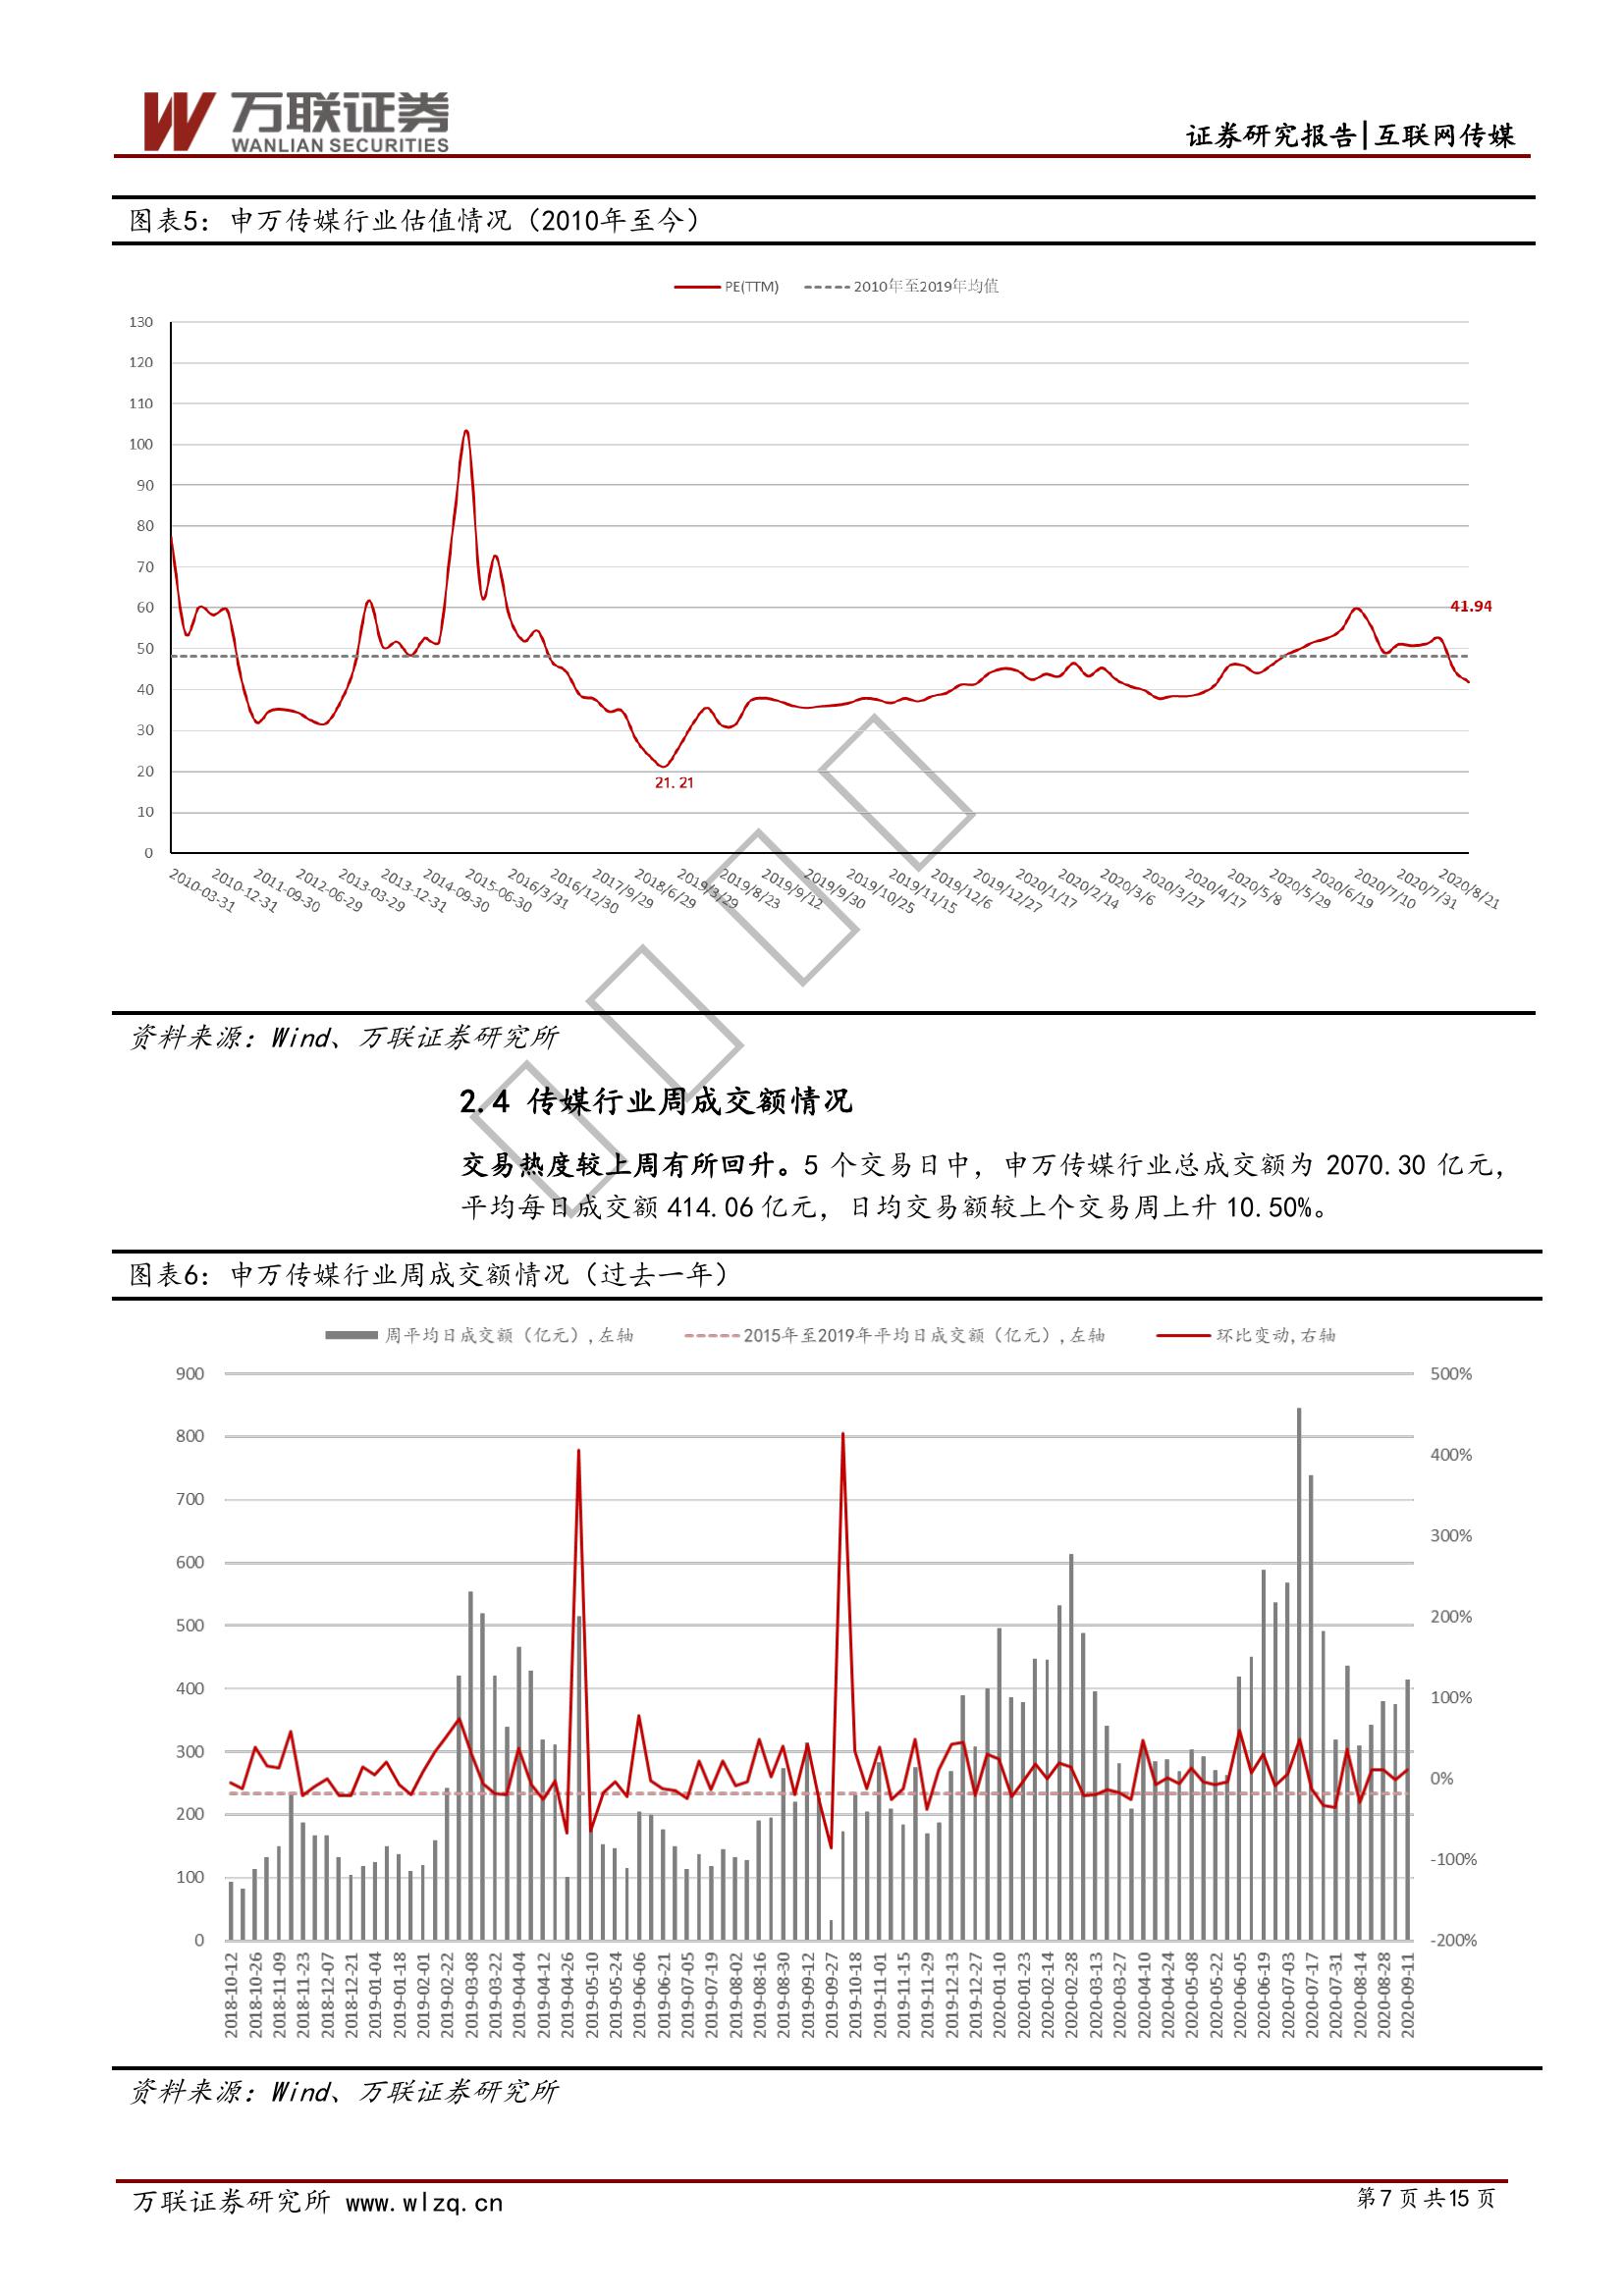 万联证券
WANLIAN SECURITIES
证券研究报告|互联网传媒
图表5：申万传媒行业估值情况（2010年至今）
PE(TTM) 2010年至2019年均值
130
120
110
100
90
80
70
60
50
40
30
20
10
0
41.94
21.21
2010-03-31 2010-12-31 2011-09-30 2012-06-29 2013-03-29 2013-12-31 2014-09-30 2015-06-30 2016/3/31 2016/12/30 2017/9/29 2018/6/29 2019/3/29 2019/8/23 2019/9/12 2019/9/30 2019/10/25 2019/11/15 2019/12/6 2019/12/27 2020/1/17 2020/2/14 2020/3/6 2020/3/27 2020/4/17 2020/5/8 2020/5/29 2020/6/19 2020/7/10 2020/7/31 2020/8/21
资料来源：Wind、万联证券研究所
2.4 传媒行业周成交额情况
交易热度较上周有所回升。5 个交易日中，申万传媒行业总成交额为 2070.30 亿元，
平均每日成交额 414.06 亿元，日均交易额较上个交易周上升 10.50%。
图表6：申万传媒行业周成交额情况（过去一年）
周平均日成交额（亿元）,左轴 2015年至2019年平均日成交额（亿元）,左轴 环比变动,右轴
900
800
700
600
500
400
300
200
100
0
500%
400%
300%
200%
100%
0%
-100%
-200%
2018-10-12 2018-10-26 2018-11-09 2018-11-23 2018-12-07 2018-12-21 2019-01-04 2019-01-18 2019-02-01 2019-02-22 2019-03-08 2019-03-22 2019-04-04 2019-04-12 2019-04-26 2019-05-10 2019-05-24 2019-06-06 2019-06-21 2019-07-05 2019-07-19 2019-08-02 2019-08-16 2019-08-30 2019-09-12 2019-09-27 2019-10-18 2019-11-01 2019-11-15 2019-11-29 2019-12-13 2019-12-27 2020-01-10 2020-01-23 2020-02-14 2020-02-28 2020-03-13 2020-03-27 2020-04-10 2020-04-24 2020-05-08 2020-05-22 2020-06-05 2020-06-19 2020-07-03 2020-07-17 2020-07-31 2020-08-14 2020-08-28 2020-09-11
资料来源：Wind、万联证券研究所
万联证券研究所 www.wlzq.cn
第7页共15页